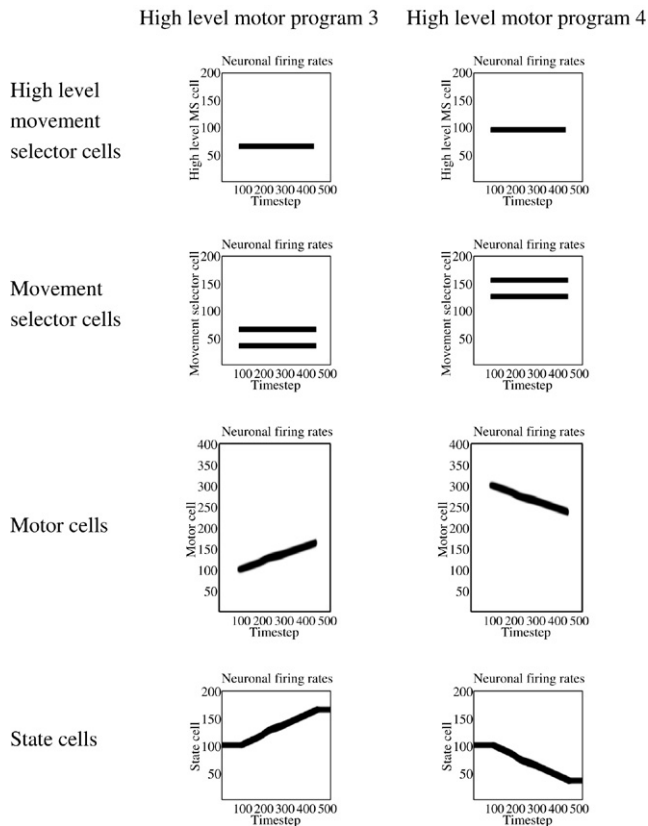 High level motor program 3
High level motor program 4
High level
movement
selector cells
Neuronal firing rates
High level MS cell
200
150
100
50
100 200 300 400 500
Timestep
Neuronal firing rates
High level MS cell
200
150
100
50
100 200 300 400 500
Timestep
Movement
selector cells
Neuronal firing rates
Movement selector cell
200
150
100
50
100 200 300 400 500
Timestep
Neuronal firing rates
Movement selector cell
200
150
100
50
100 200 300 400 500
Timestep
Motor cells
Neuronal firing rates
Motor cell
400
350
300
250
200
150
100
50
100 200 300 400 500
Timestep
Neuronal firing rates
Motor cell
400
350
300
250
200
150
100
50
100 200 300 400 500
Timestep
State cells
Neuronal firing rates
State cell
200
150
100
50
100 200 300 400 500
Timestep
Neuronal firing rates
State cell
200
150
100
50
100 200 300 400 500
Timestep